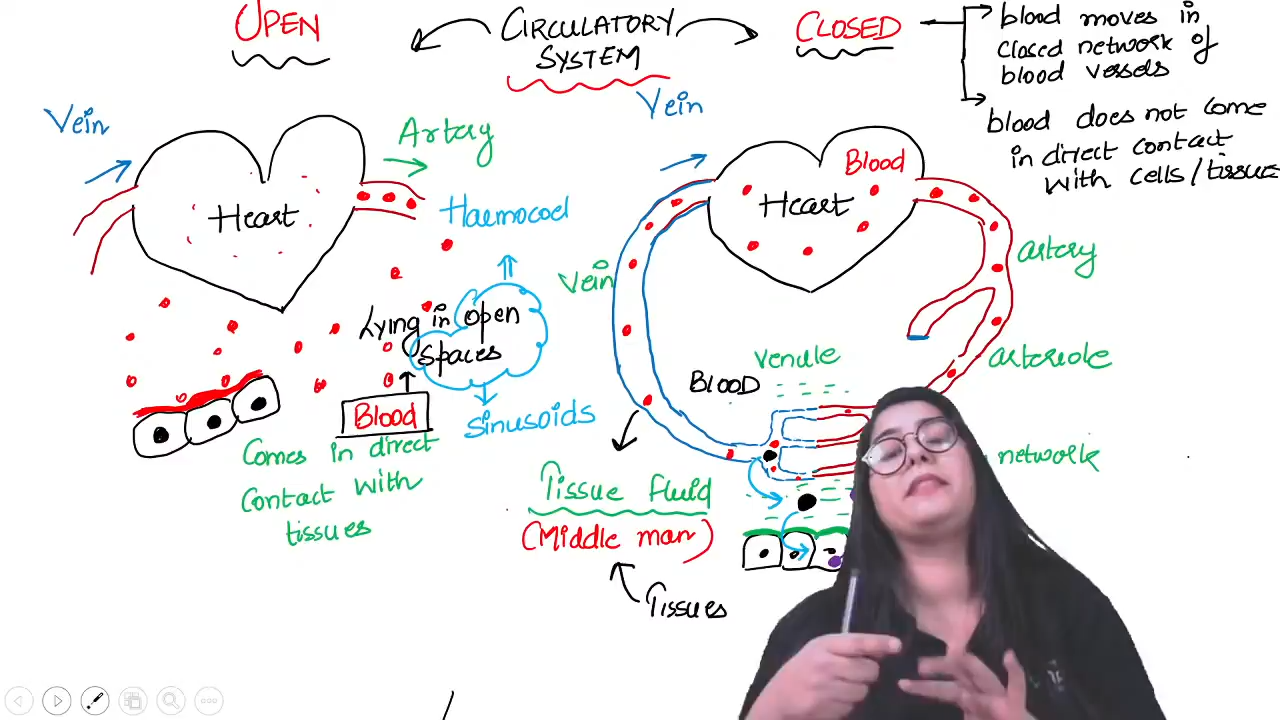 OPEN
CIRCULATORY
SYSTEM
CLOSED
blood moves in
closed network of
blood vessels
blood does not come
in direct contact
with cells/tissue
Vein
Artery
Heart
Haemocoel
Lying in open
spaces
Blood
sinusoids
Comes in direct
contact with
tissues
Vein
Blood
Heart
Vein
artery
arteriole
venule
BLOOD
network
Tissue fluid
(Middle man)
Tissues